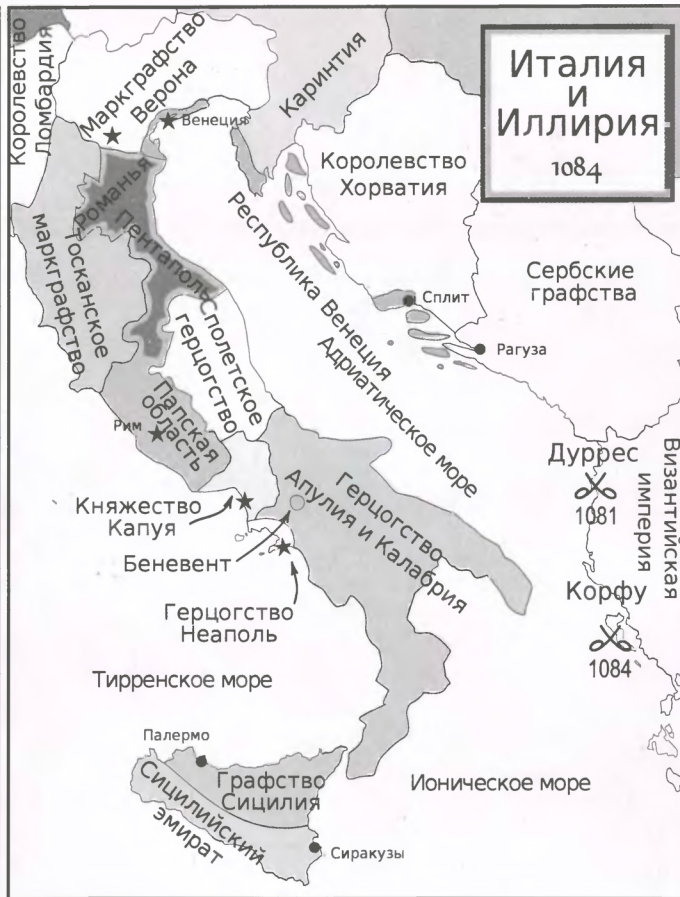 Италия
и
Иллирия
1084
Королевство
Ломбардия
Маркграфство
Верона
Венеция
Каринтия
Королевство
Хорватия
Романья
Пентаполь
Тосканское
маркграфство
Республика Венеция
Адриатическое море
Сербские
графства
Сплит
Рагуза
Сполетское
герцогство
Папская
область
Рим
Княжество
Капуя
Беневент
Герцогство
Неаполь
Герцогство
Апулия и Калабрия
Дуррес
1081
Византийская
империя
Корфу
1084
Тирренское море
Палермо
Графство
Сицилия
Сицилийский
эмират
Сиракузы
Ионическое море